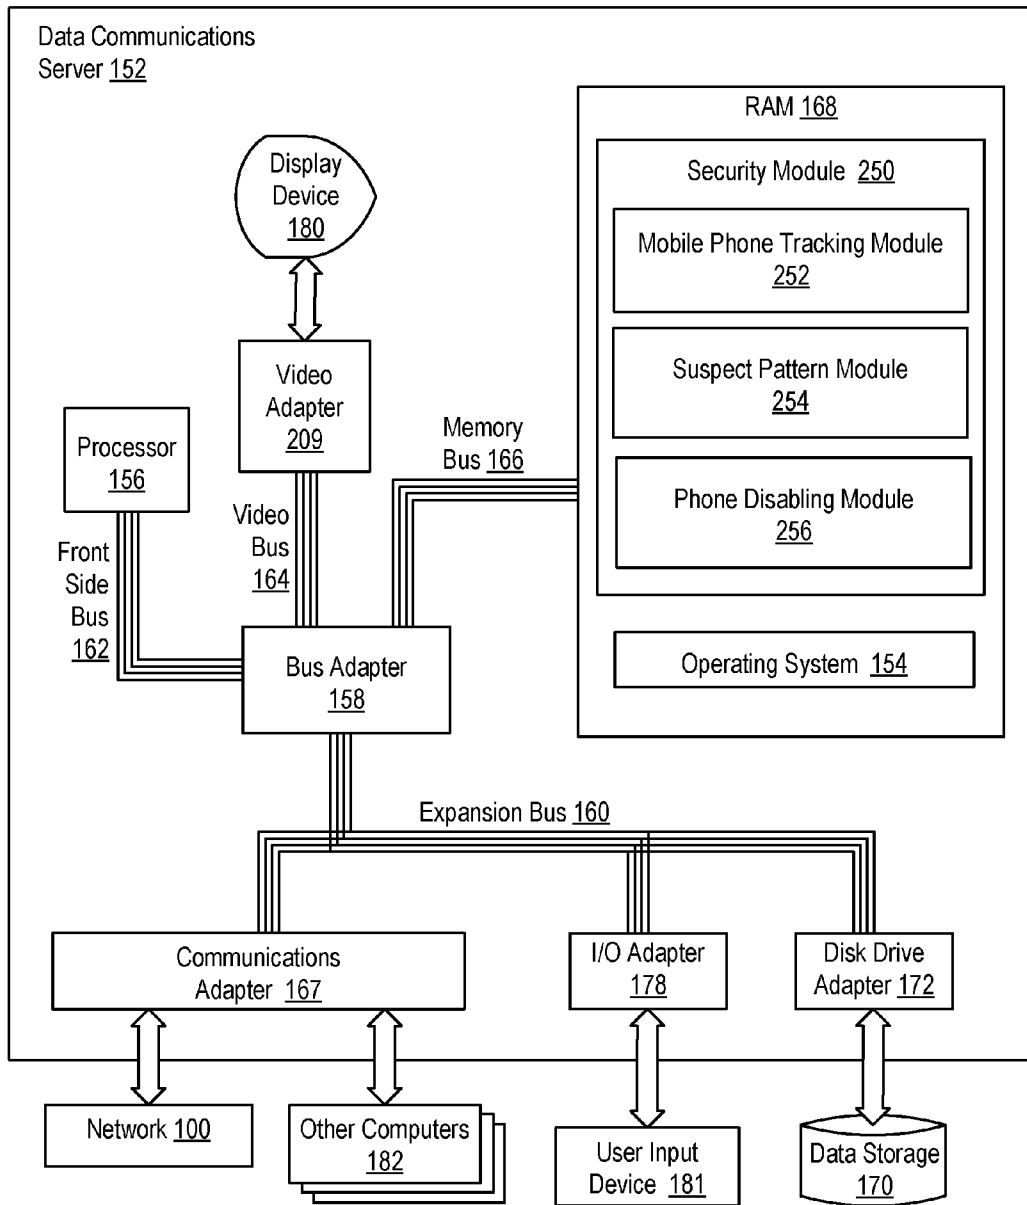 Data Communications
Server 152
RAM 168
Security Module 250
Mobile Phone Tracking Module
252
Suspect Pattern Module
254
Phone Disabling Module
256
Operating System 154
Display
Device
180
Video
Adapter
209
Processor
156
Memory
Bus 166
Video
Bus
164
Front
Side
Bus
162
Bus Adapter
158
Expansion Bus 160
Communications
Adapter 167
I/O Adapter
178
Disk Drive
Adapter 172
Network 100
Other Computers
182
User Input
Device 181
Data Storage
170